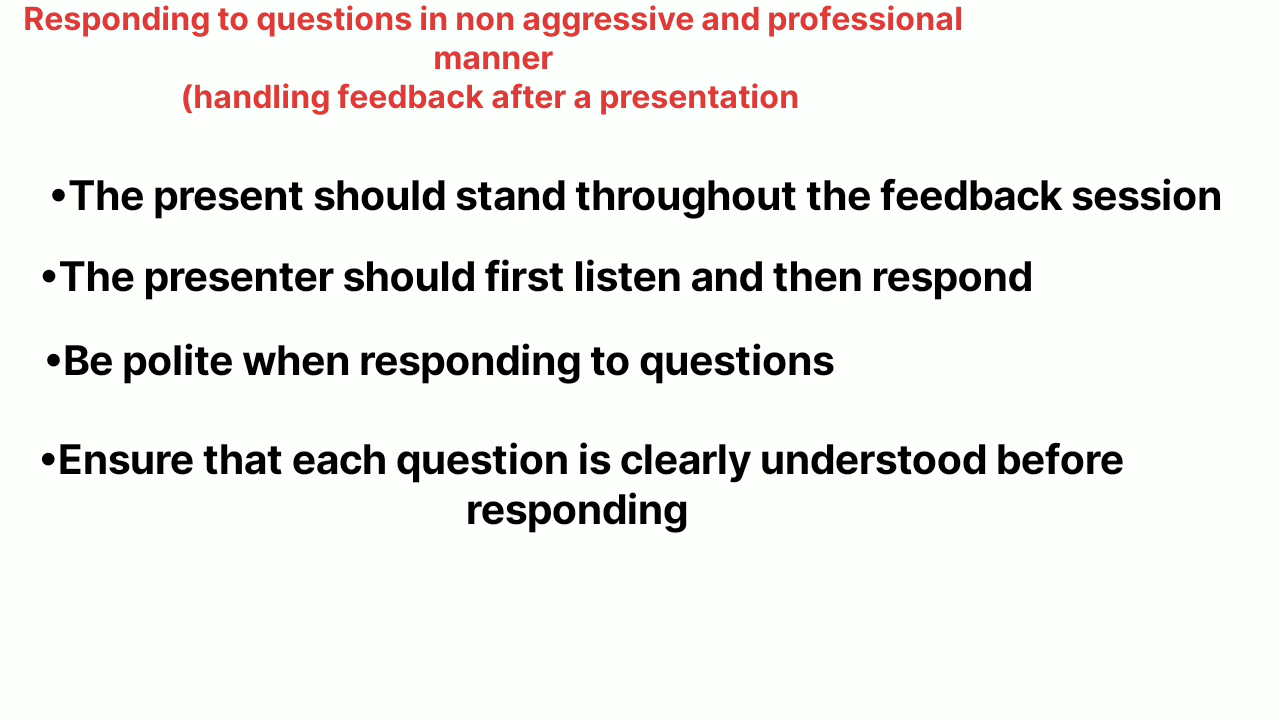 Responding to questions in non aggressive and professional
manner
(handling feedback after a presentation
•The present should stand throughout the feedback session
•The presenter should first listen and then respond
•Be polite when responding to questions
•Ensure that each question is clearly understood before
responding